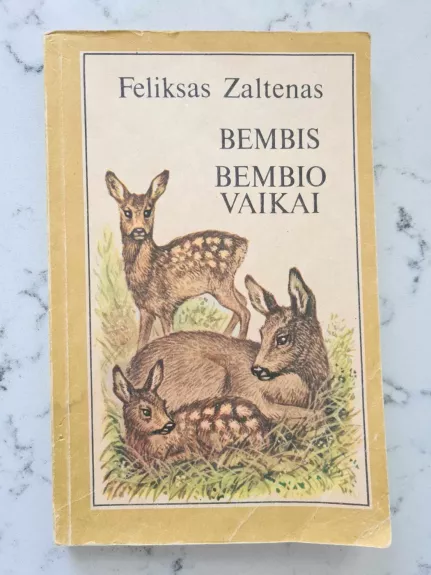 Feliksas Zaltenas
BEMBIS
BEMBIO
VAIKAI